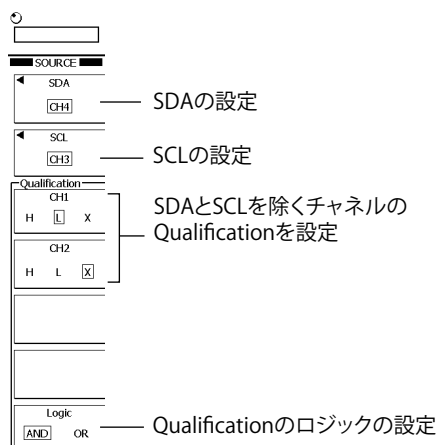 SOURCE
SDA
CH4
SDAの設定
SCL
CH3
SCLの設定
Qualification
CH1
H L X
SDAとSCLを除くチャネルの
Qualificationを設定
CH2
H L X
Logic
AND OR
Qualificationのロジックの設定